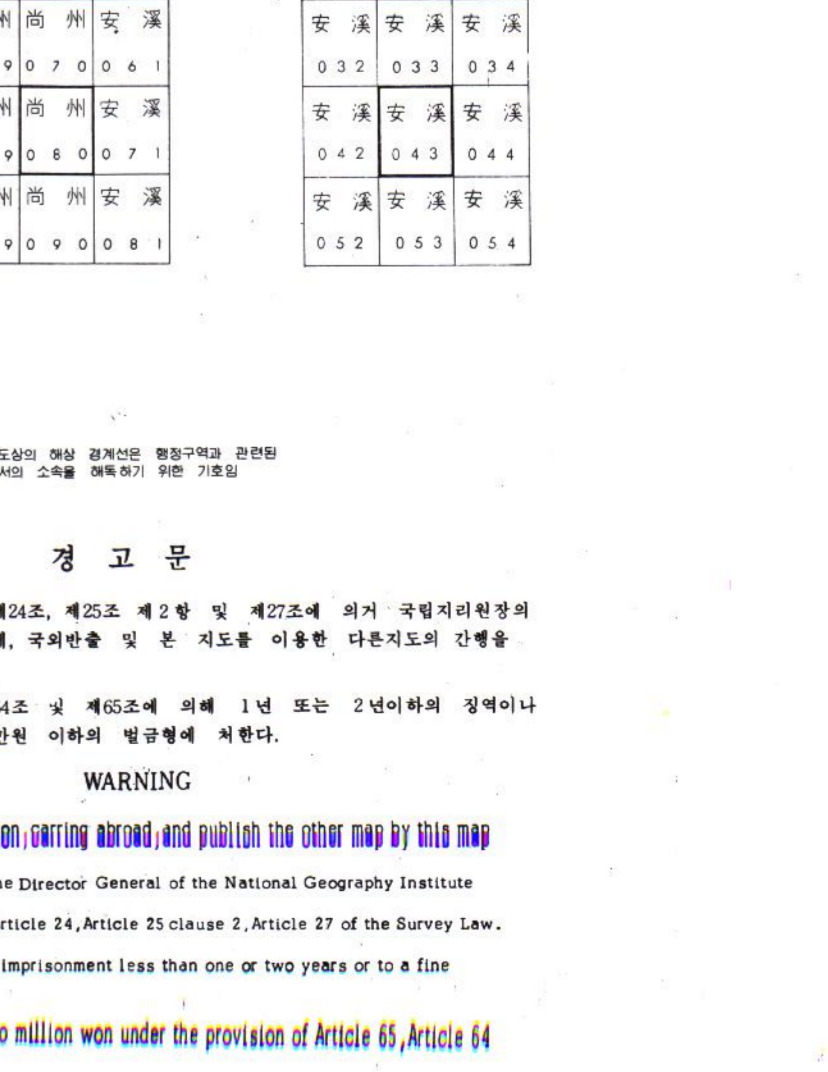 州 尚 州 安 溪
9 0 7 0 0 6 1
州 尚 州 安 溪
9 0 8 0 0 7 1
州 尚 州 安 溪
9 0 9 0 0 8 1
安 溪 安 溪 安 溪
0 3 2 0 3 3 0 3 4
安 溪 安 溪 安 溪
0 4 2 0 4 3 0 4 4
安 溪 安 溪 安 溪
0 5 2 0 5 3 0 5 4
도상의 해상 경계선은 행정구역과 관련된
서의 소속을 해독하기 위한 기호임
경 고 문
제24조, 제25조 제2항 및 제27조에 의거 국립지리원장의
국외반출 및 본 지도를 이용한 다른지도의 간행을
4조 및 제65조에 의해 1년 또는 2년이하의 징역이나
만원 이하의 벌금형에 처한다.
WARNING
on, carring abroad, and publish the other map by this map
he Director General of the National Geography Institute
rticle 24, Article 25 clause 2, Article 27 of the Survey Law.
imprisonment less than one or two years or to a fine
o million won under the provision of Article 65, Article 64